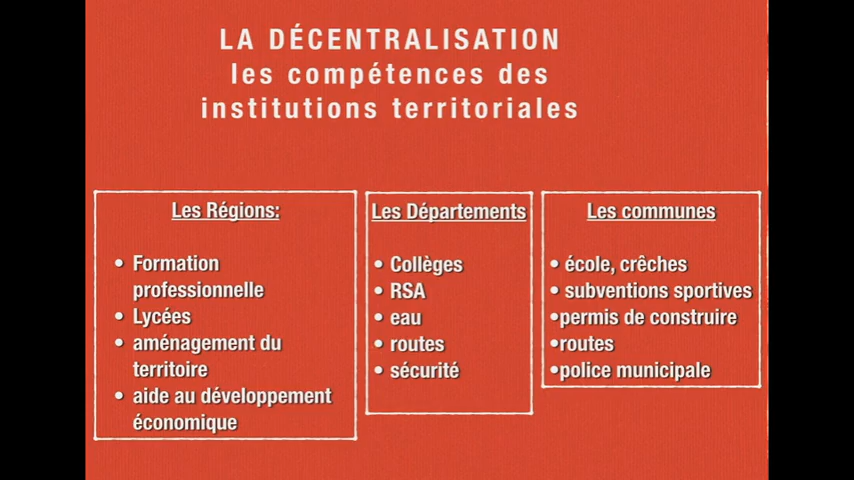 LA DÉCENTRALISATION
les compétences des
institutions territoriales
Les Régions:
• Formation
professionnelle
• Lycées
• aménagement du
territoire
• aide au développement
économique
Les Départements
• Collèges
• RSA
• eau
• routes
• sécurité
Les communes
• école, crêches
• subventions sportives
•permis de construire
•routes
•police municipale